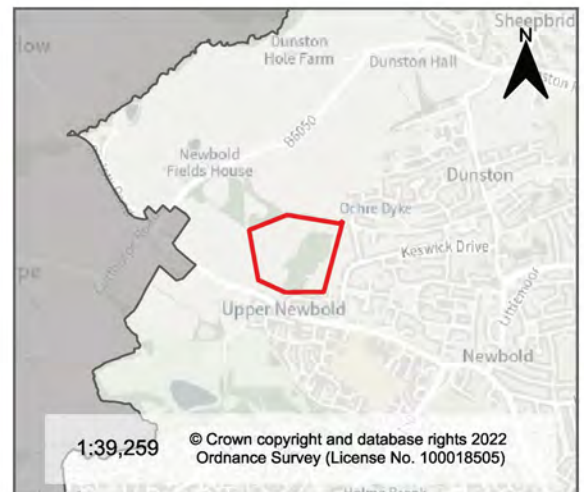 Sheepbrid
N
Dunston
Hole Farm
Dunston Hall
low
B6050
Newbold
Fields House
Dunston
Ochre Dyke
Keswick Drive
Littlemoor
Upper Newbold
Newbold
1:39,259
© Crown copyright and database rights 2022
Ordnance Survey (License No. 100018505)